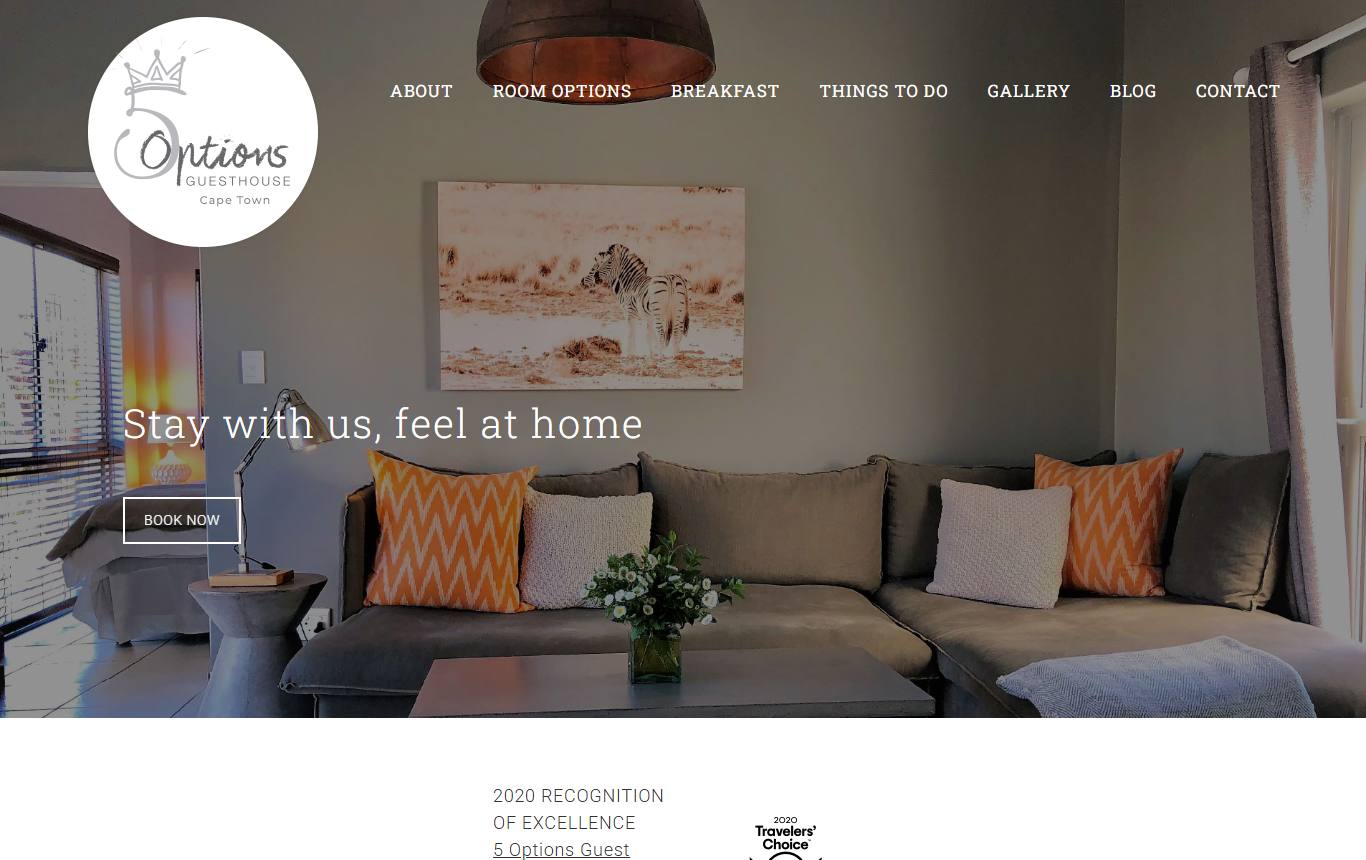 5 Options
GUESTHOUSE
Cape Town
ABOUT ROOM OPTIONS BREAKFAST THINGS TO DO GALLERY BLOG CONTACT
Stay with us, feel at home
BOOK NOW
2020 RECOGNITION
OF EXCELLENCE
5 Options Guest
2020
Travelers'
Choice™